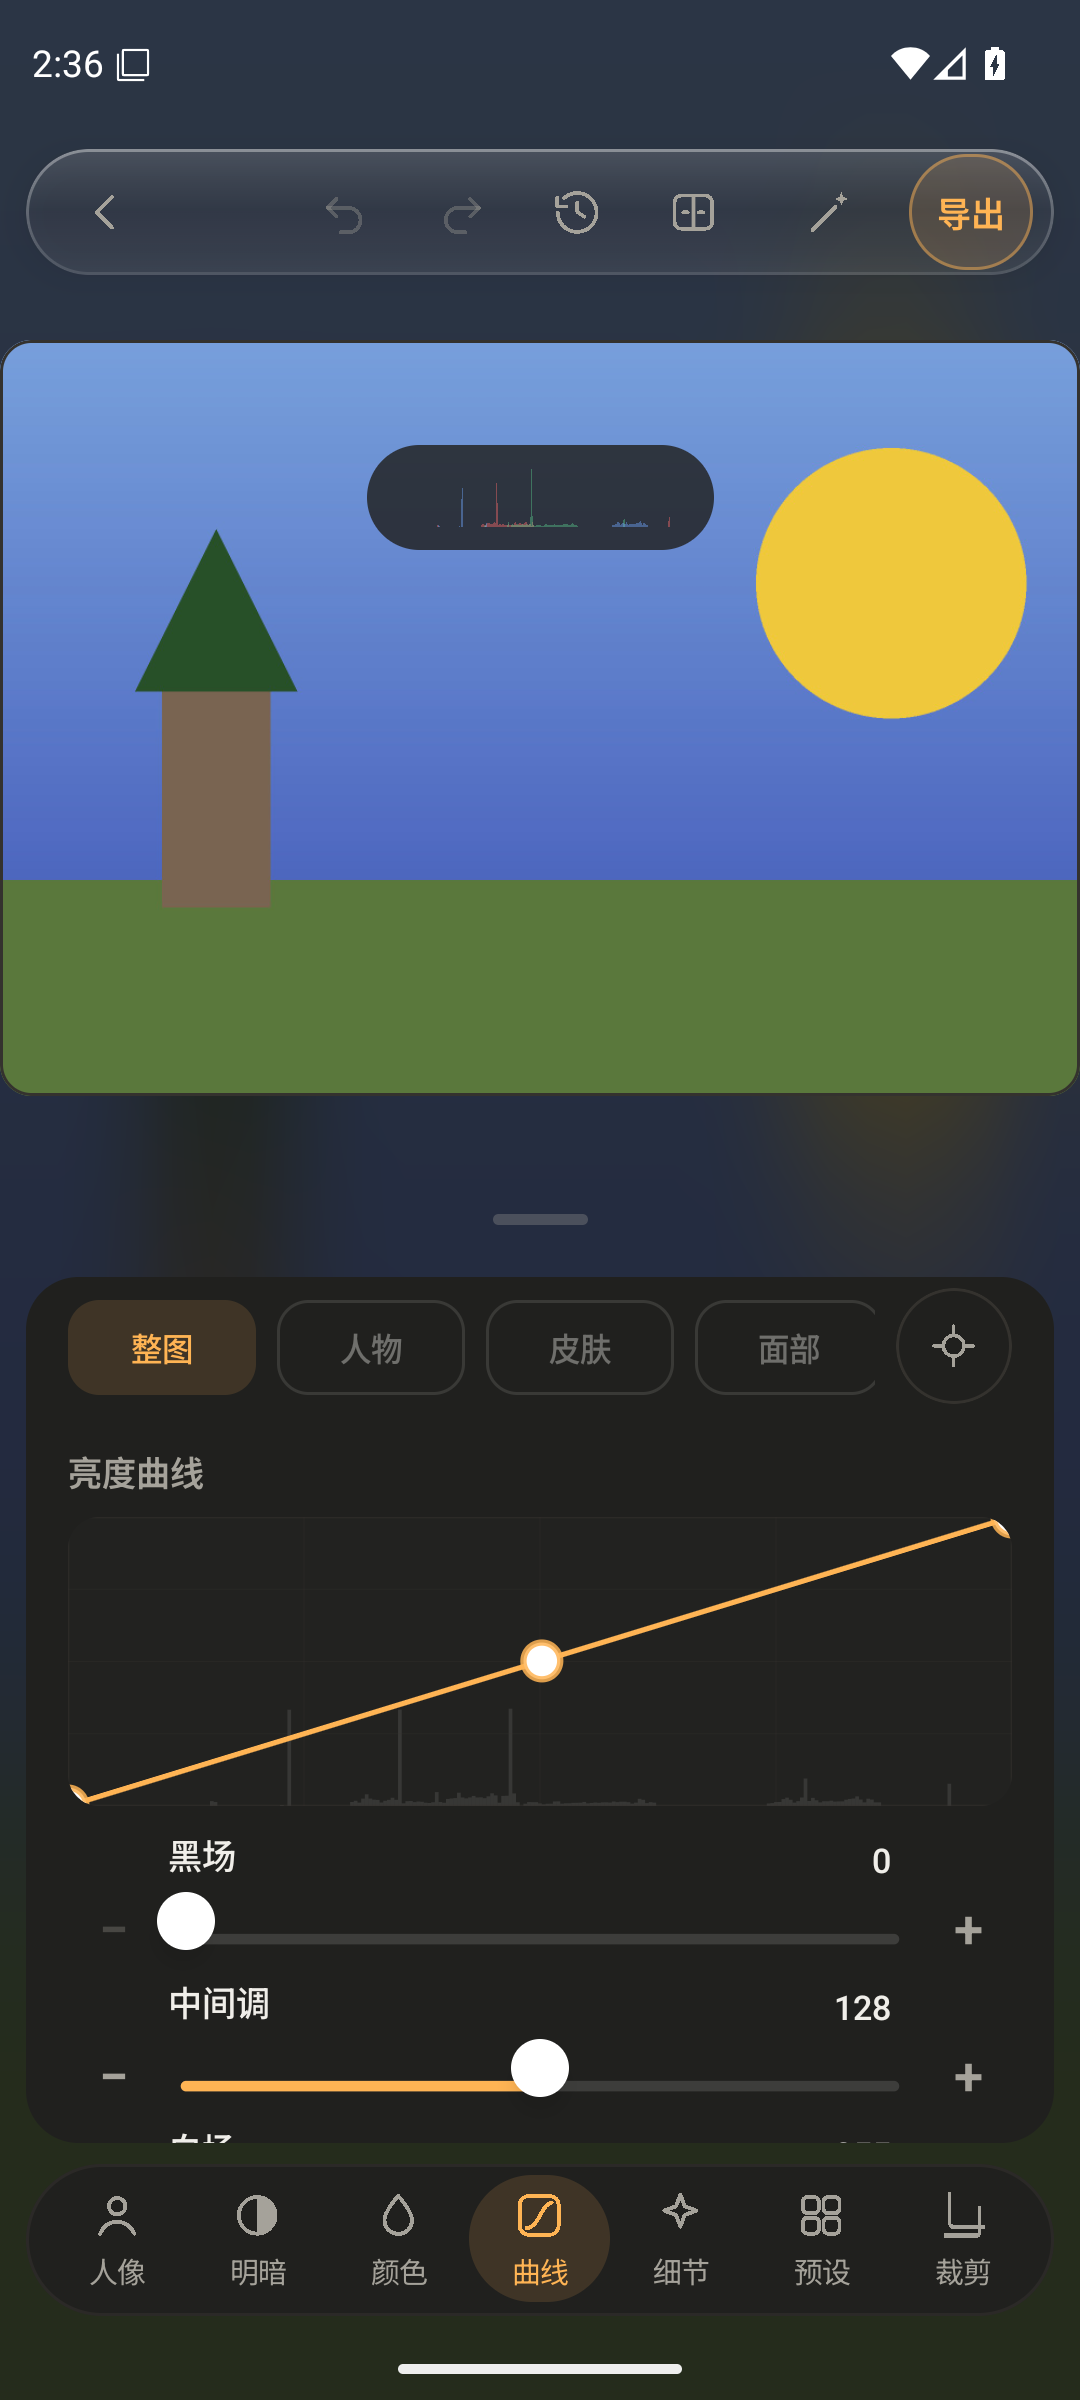 2:36
导出
整图 人物 皮肤 面部
亮度曲线
黑场 0
中间调 128
人像 明暗 颜色 曲线 细节 预设 裁剪